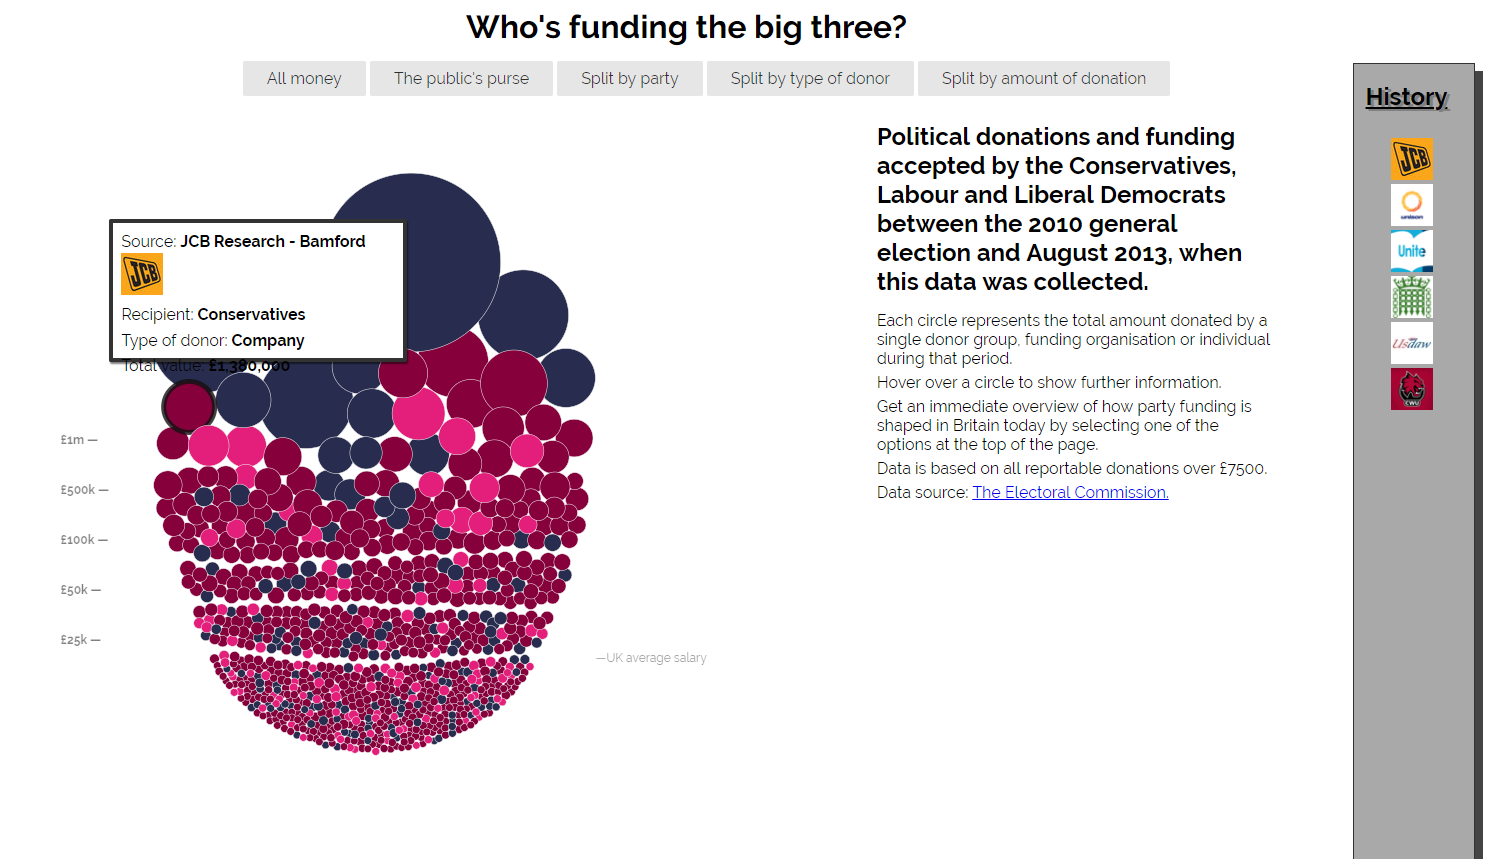 Who's funding the big three?
All money
The public's purse
Split by party
Split by type of donor
Split by amount of donation
History
JCB
unison
Unite
Usdaw
CWU
Political donations and funding
accepted by the Conservatives,
Labour and Liberal Democrats
between the 2010 general
election and August 2013, when
this data was collected.
Each circle represents the total amount donated by a
single donor group, funding organisation or individual
during that period.
Hover over a circle to show further information.
Get an immediate overview of how party funding is
shaped in Britain today by selecting one of the
options at the top of the page.
Data is based on all reportable donations over £7500.
Data source: The Electoral Commission.
Source: JCB Research - Bamford
JCB
Recipient: Conservatives
Type of donor: Company
Total value: £1,380,000
£1m —
£500k —
£100k —
£50k —
£25k —
—UK average salary